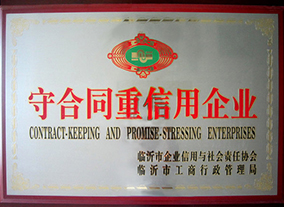 守合同重信用企业
CONTRACT-KEEPING AND PROMISE-STRESSING ENTERPRISES
临沂市企业信用与社会责任协会
临沂市工商行政管理局